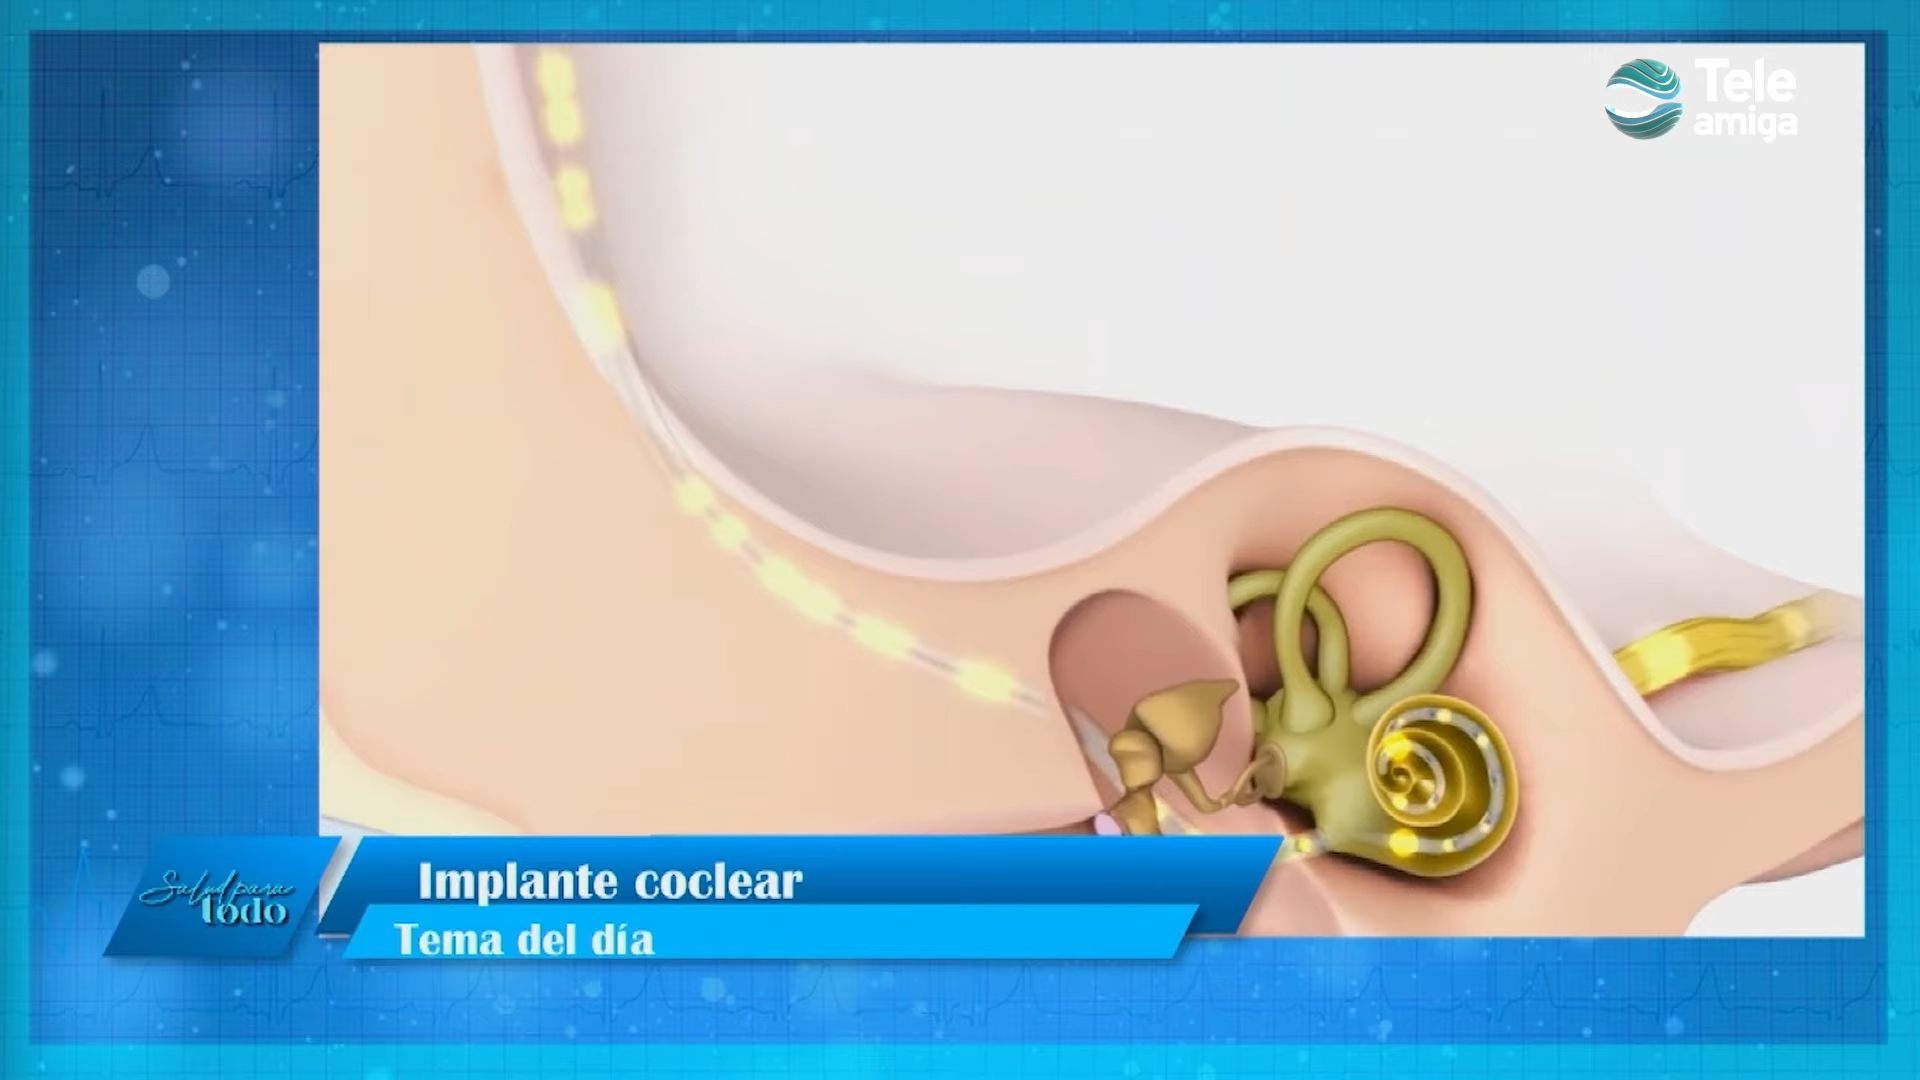 Tele
amiga
Implante coclear
Salud para
Todo
Tema del día